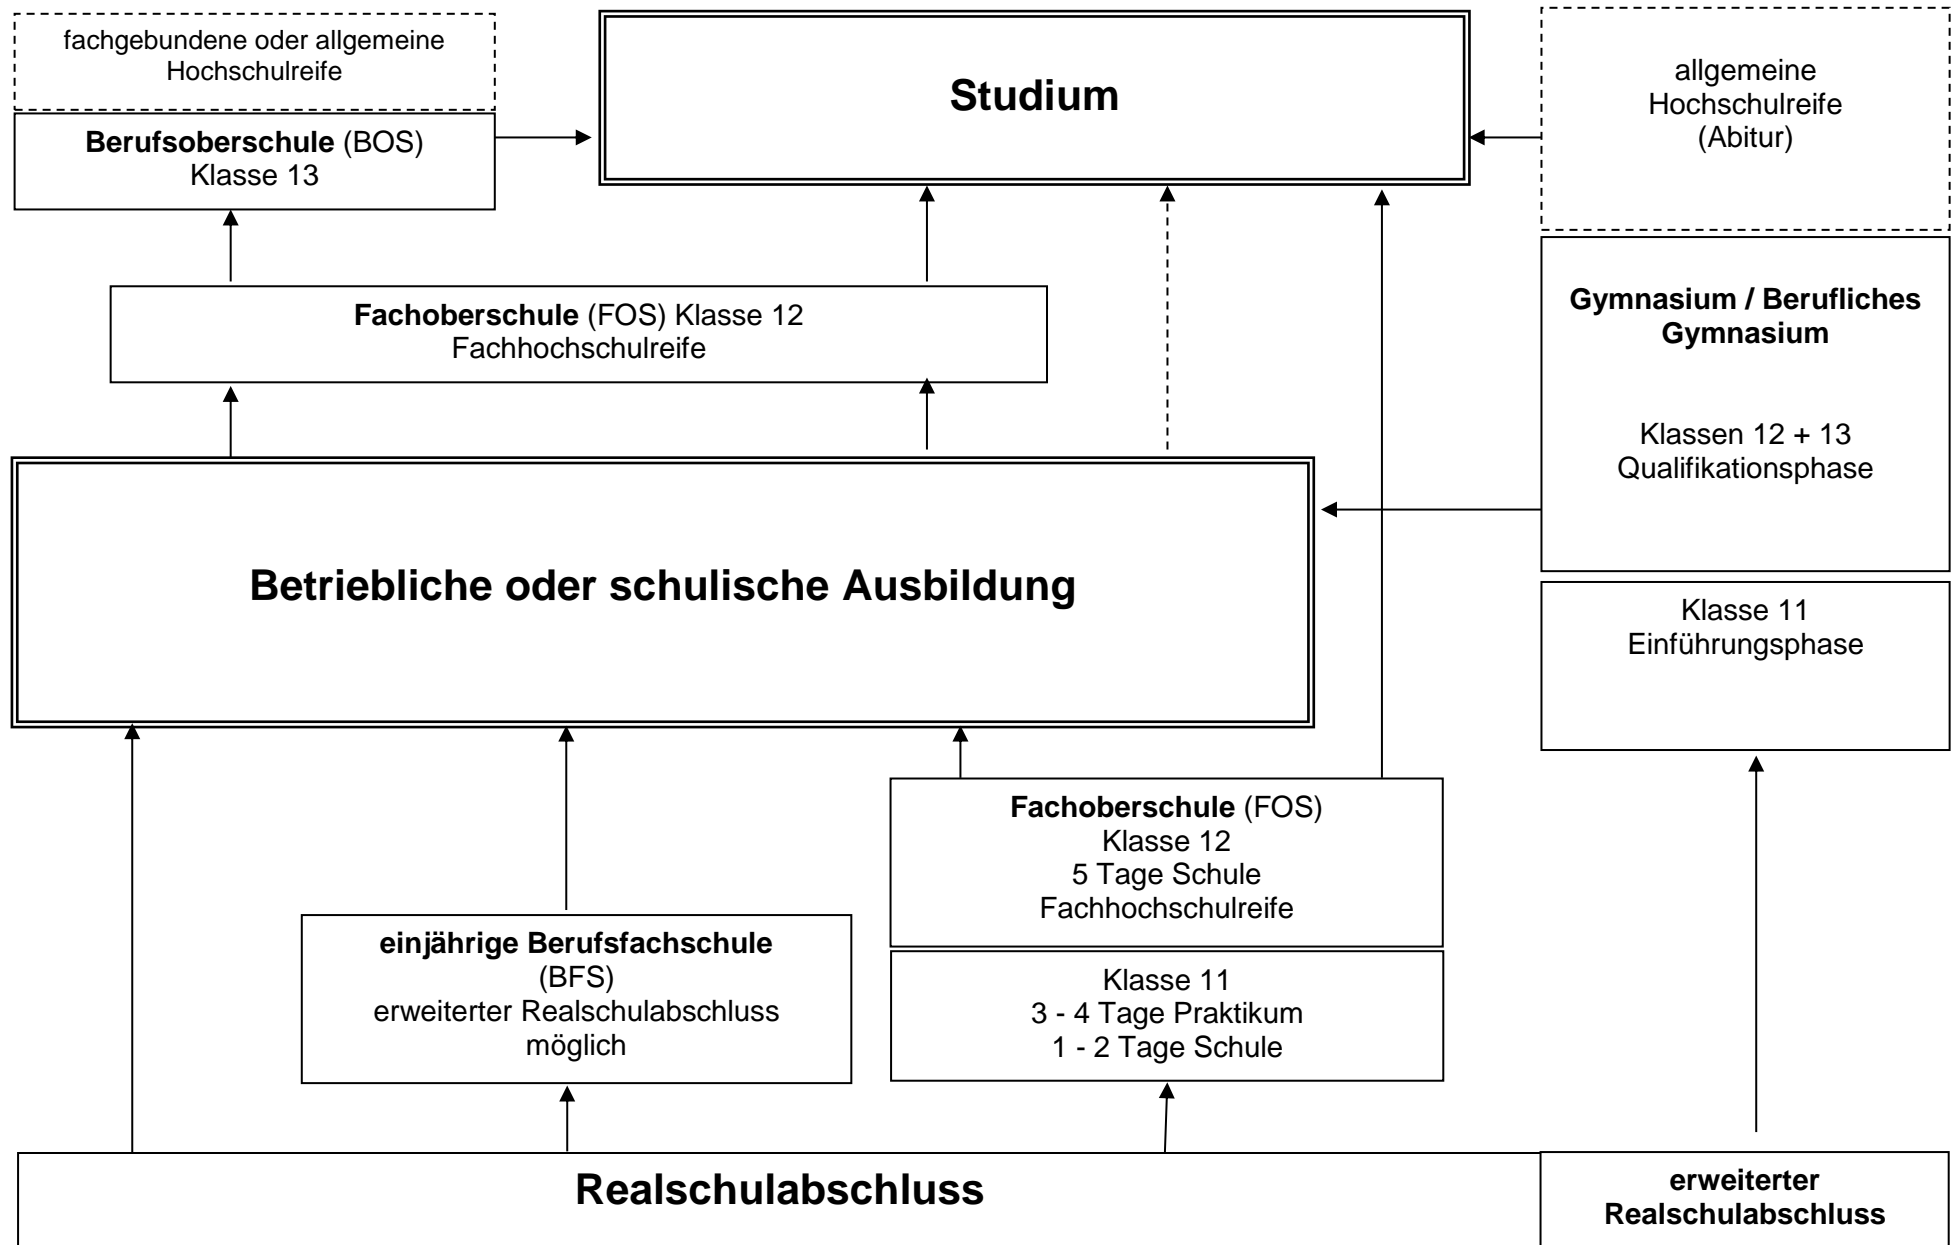 fachgebundene oder allgemeine
Hochschulreife
Berufsoberschule (BOS)
Klasse 13
Studium
allgemeine
Hochschulreife
(Abitur)
Fachoberschule (FOS) Klasse 12
Fachhochschulreife
Gymnasium / Berufliches
Gymnasium
Klassen 12 + 13
Qualifikationsphase
Betriebliche oder schulische Ausbildung
Klasse 11
Einführungsphase
Fachoberschule (FOS)
Klasse 12
5 Tage Schule
Fachhochschulreife
einjährige Berufsfachschule
(BFS)
erweiterter Realschulabschluss
möglich
Klasse 11
3 - 4 Tage Praktikum
1 - 2 Tage Schule
Realschulabschluss
erweiterter
Realschulabschluss